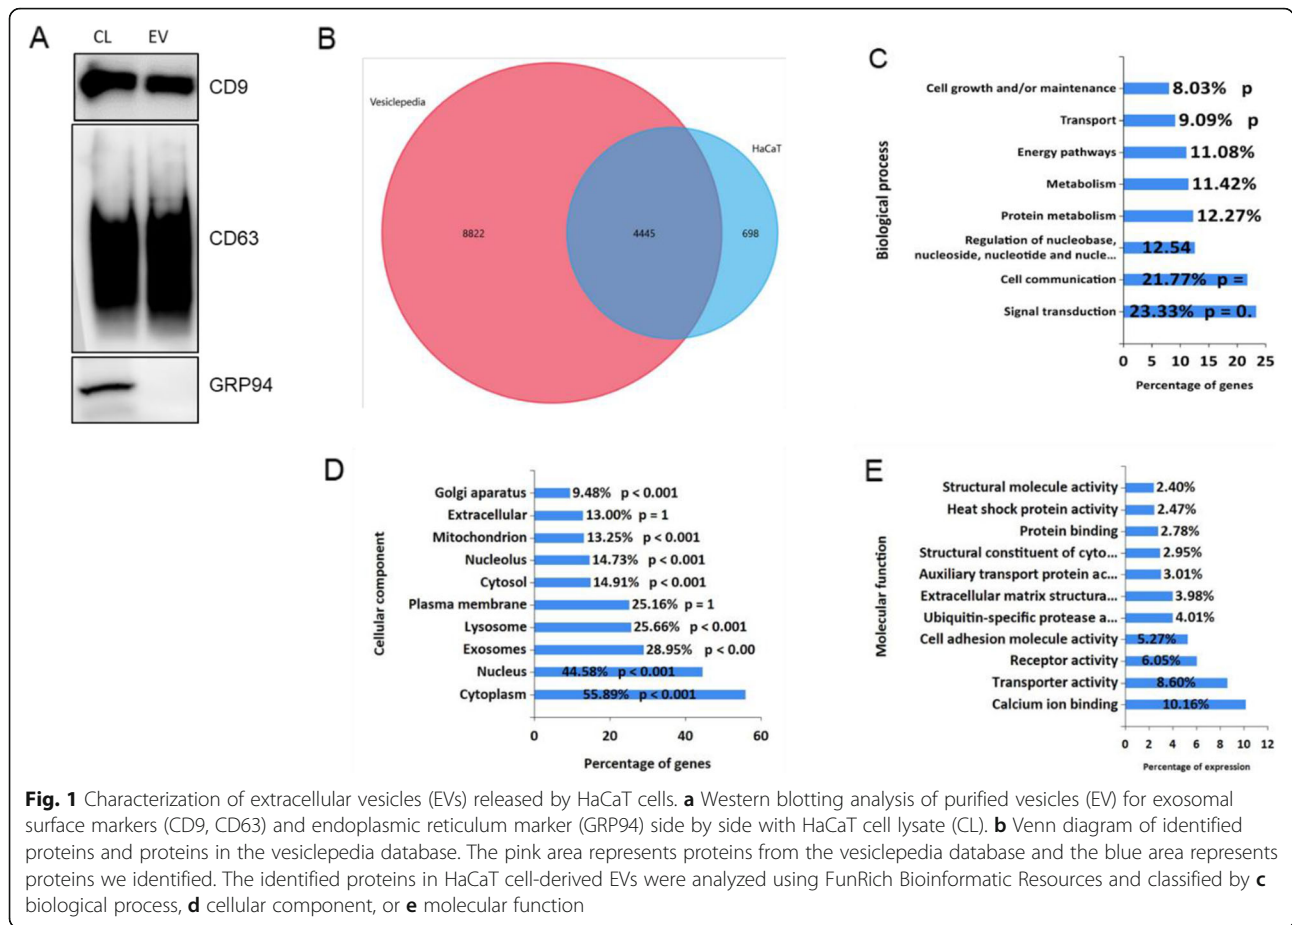 A
CL EV
CD9
CD63
GRP94
B
Vesiclepedia
HaCaT
8822
4445
698
C
Biological process
Cell growth and/or maintenance 8.03% p
Transport 9.09% p
Energy pathways 11.08%
Metabolism 11.42%
Protein metabolism 12.27%
Regulation of nucleobase,
nucleoside, nucleotide and nucle... 12.54
Cell communication 21.77% p =
Signal transduction 23.33% p = 0.
0 5 10 15 20 25
Percentage of genes
D
Cellular component
Golgi aparatus 9.48% p < 0.001
Extracellular 13.00% p = 1
Mitochondrion 13.25% p < 0.001
Nucleolus 14.73% p < 0.001
Cytosol 14.91% p < 0.001
Plasma membrane 25.16% p = 1
Lysosome 25.66% p < 0.001
Exosomes 28.95% p < 0.00
Nucleus 44.58% p < 0.001
Cytoplasm 55.89% p < 0.001
0 20 40 60
Percentage of genes
E
Molecular function
Structural molecule activity 2.40%
Heat shock protein activity 2.47%
Protein binding 2.78%
Structural constituent of cyto... 2.95%
Auxiliary transport protein ac... 3.01%
Extracellular matrix structura... 3.98%
Ubiquitin-specific protease a... 4.01%
Cell adhesion molecule activity 5.27%
Receptor activity 6.05%
Transporter activity 8.60%
Calcium ion binding 10.16%
0 2 4 6 8 10 12
Percentage of expression
Fig. 1 Characterization of extracellular vesicles (EVs) released by HaCaT cells. a Western blotting analysis of purified vesicles (EV) for exosomal
surface markers (CD9, CD63) and endoplasmic reticulum marker (GRP94) side by side with HaCaT cell lysate (CL). b Venn diagram of identified
proteins and proteins in the vesiclepedia database. The pink area represents proteins from the vesiclepedia database and the blue area represents
proteins we identified. The identified proteins in HaCaT cell-derived EVs were analyzed using FunRich Bioinformatic Resources and classified by c
biological process, d cellular component, or e molecular function